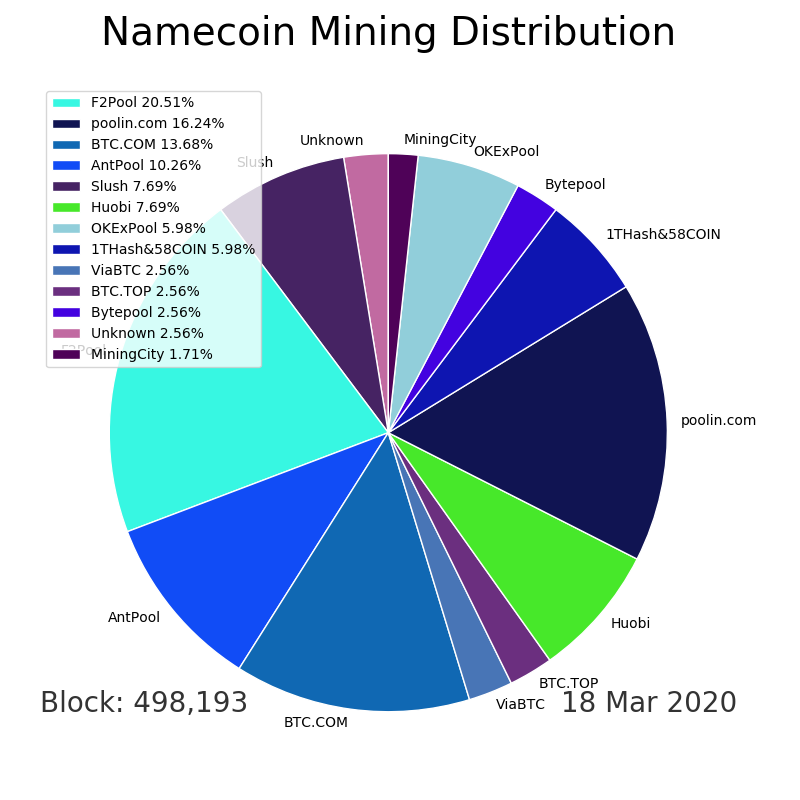 Namecoin Mining Distribution
F2Pool 20.51%
poolin.com 16.24%
BTC.COM 13.68%
AntPool 10.26%
Slush 7.69%
Huobi 7.69%
OKExPool 5.98%
1THash&58COIN 5.98%
ViaBTC 2.56%
BTC.TOP 2.56%
Bytepool 2.56%
Unknown 2.56%
MiningCity 1.71%
Unknown
MiningCity
OKExPool
Slush
Bytepool
1THash&58COIN
F2Pool
poolin.com
AntPool
Huobi
BTC.TOP
ViaBTC
BTC.COM
Block: 498,193
18 Mar 2020